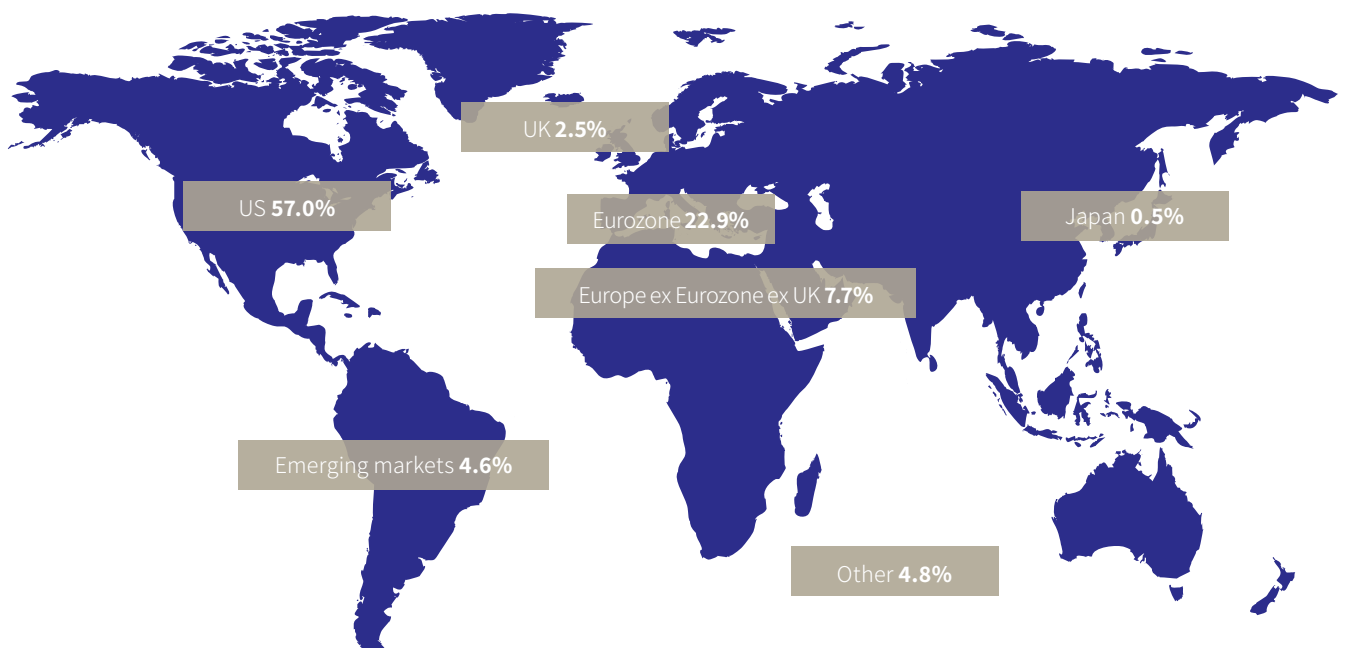 UK 2.5%
US 57.0%
Eurozone 22.9%
Japan 0.5%
Europe ex Eurozone ex UK 7.7%
Emerging markets 4.6%
Other 4.8%